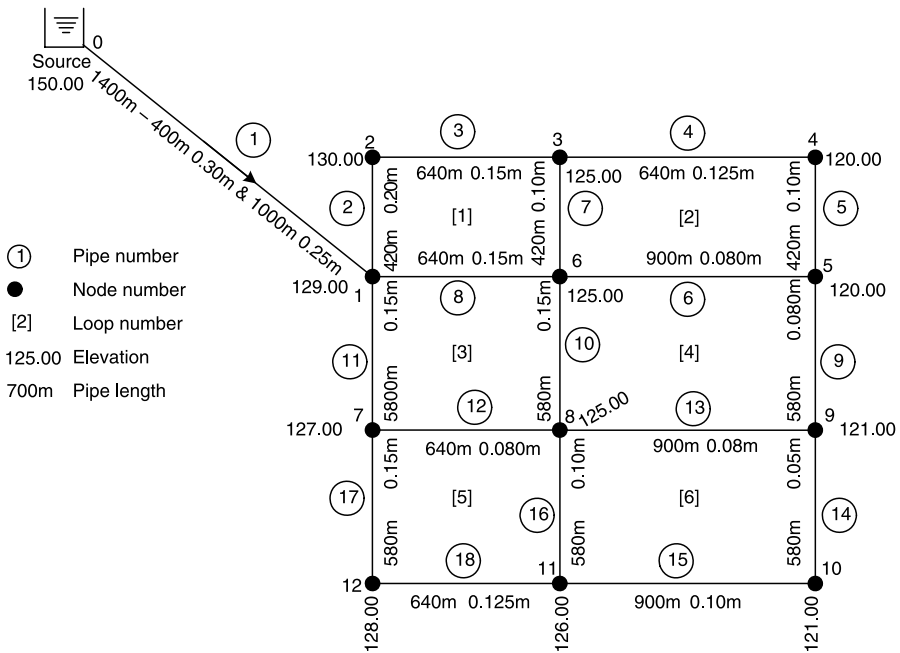 0
Source
150.00
1400m – 400m 0.30m & 1000m 0.25m
1
2
3
3
4
4
130.00
640m 0.15m
125.00
640m 0.125m
120.00
2
0.20m
420m
[1]
0.10m
420m
7
[2]
0.10m
420m
5
640m 0.15m
6
900m 0.080m
5
129.00
1
8
125.00
6
120.00
1 Pipe number
Node number
[2] Loop number
125.00 Elevation
700m Pipe length
11
0.15m
5800m
[3]
0.15m
580m
10
[4]
0.080m
580m
9
7
12
8
125.00
13
9
127.00
640m 0.080m
900m 0.08m
121.00
17
0.15m
580m
[5]
16
0.10m
580m
[6]
0.05m
580m
14
18
15
12
11
10
640m 0.125m
900m 0.10m
128.00
126.00
121.00